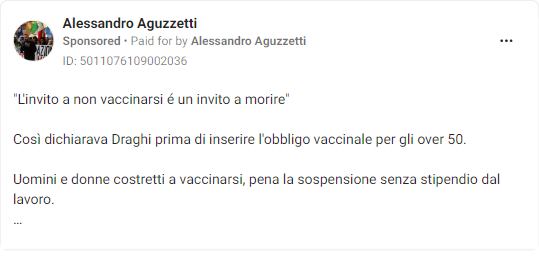 Alessandro Aguzzetti
Sponsored • Paid for by Alessandro Aguzzetti
ID: 5011076109002036
"L'invito a non vaccinarsi é un invito a morire"
Così dichiarava Draghi prima di inserire l'obbligo vaccinale per gli over 50.
Uomini e donne costretti a vaccinarsi, pena la sospensione senza stipendio dal
lavoro.
...